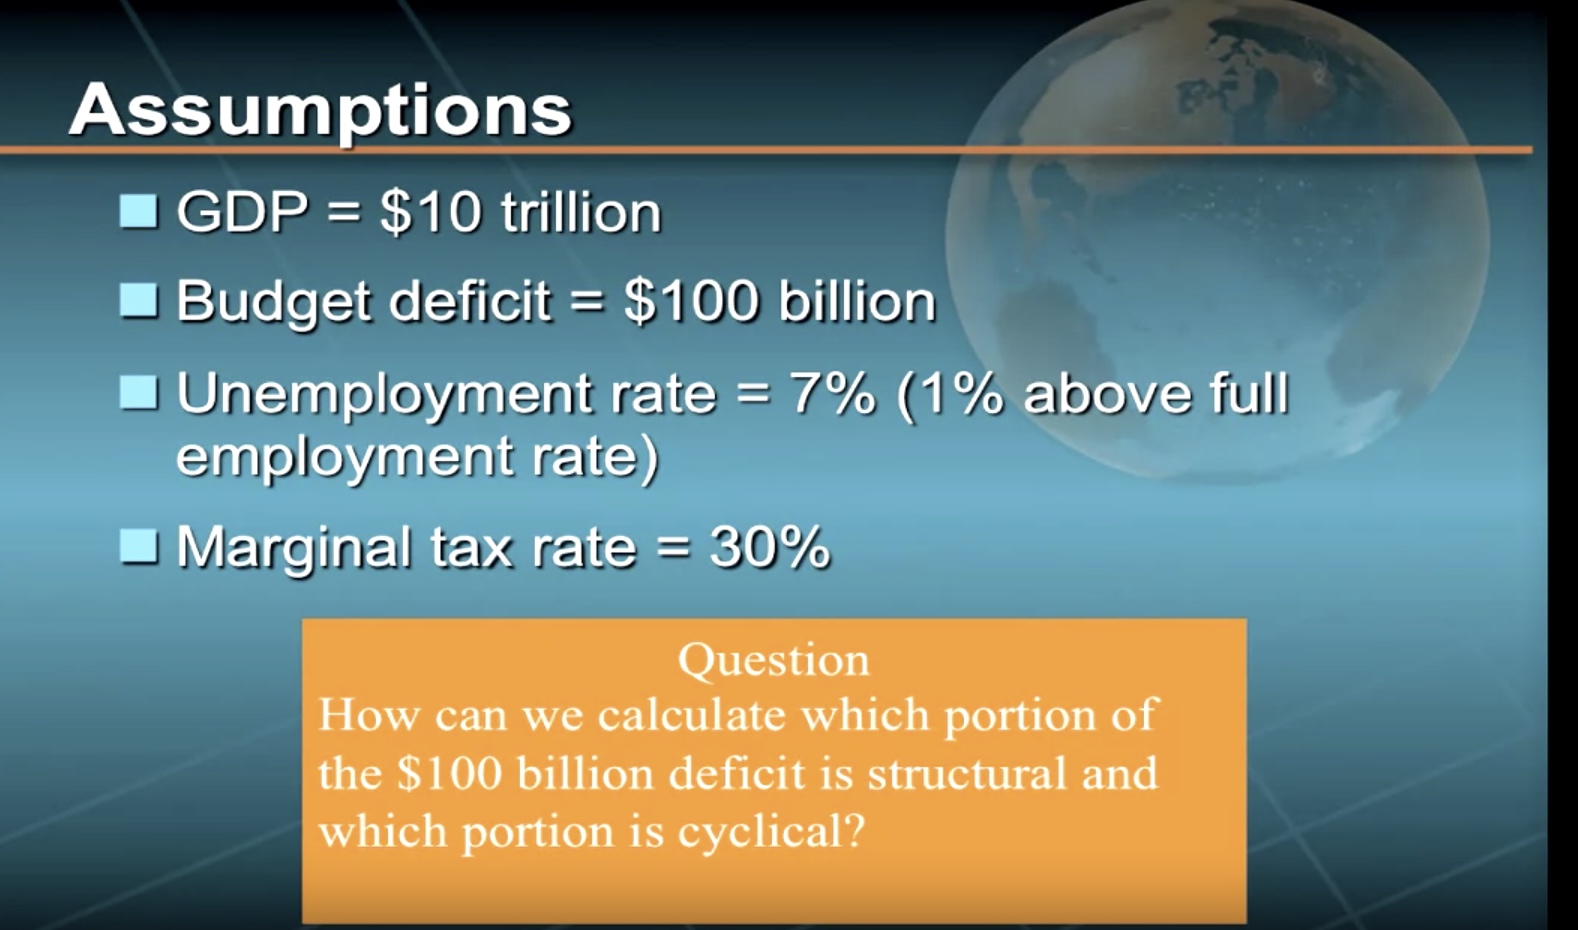 Assumptions
GDP = $10 trillion
Budget deficit = $100 billion
Unemployment rate = 7% (1% above full
employment rate)
Marginal tax rate = 30%
Question
How can we calculate which portion of
the $100 billion deficit is structural and
which portion is cyclical?